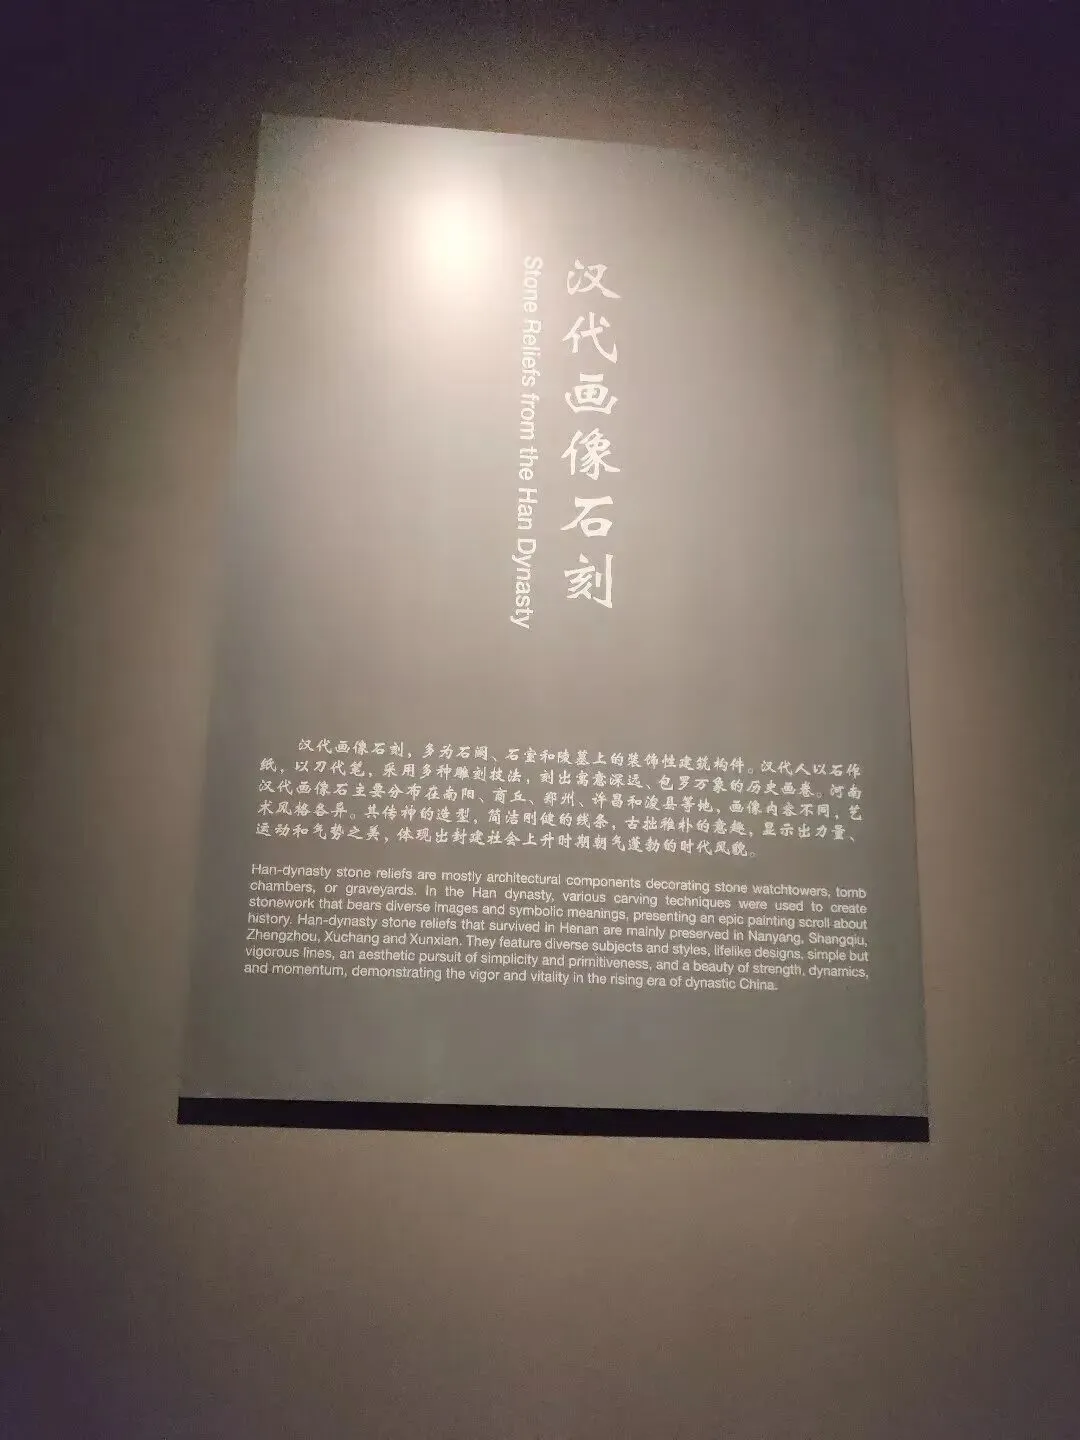 汉代画像石刻
Stone Reliefs from the Han Dynasty
汉代画像石刻，多为石阙、石室和陵墓上的装饰性建筑构件。汉代人以石作
纸，以刀代笔，采用多种雕刻技法，刻出寓意深远、包罗万象的历史画卷。河南
汉代画像石主要分布在南阳、商丘、郑州、许昌和浚县等地，画像内容不同，艺
术风格各异。其传神的造型，简洁刚健的线条，古拙雅朴的意趣，显示出力量、
运动和气势之美，体现出封建社会上升时期朝气蓬勃的时代风貌。
Han-dynasty stone reliefs are mostly architectural components decorating stone watchtowers, tomb
chambers, or graveyards. In the Han dynasty, various carving techniques were used to create
stonework that bears diverse images and symbolic meanings, presenting an epic painting scroll about
history. Han-dynasty stone reliefs that survived in Henan are mainly preserved in Nanyang, Shangqiu,
Zhengzhou, Xuchang and Xunxian. They feature diverse subjects and styles, lifelike designs, simple but
vigorous lines, an aesthetic pursuit of simplicity and primitiveness, and a beauty of strength, dynamics,
and momentum, demonstrating the vigor and vitality in the rising era of dynastic China.